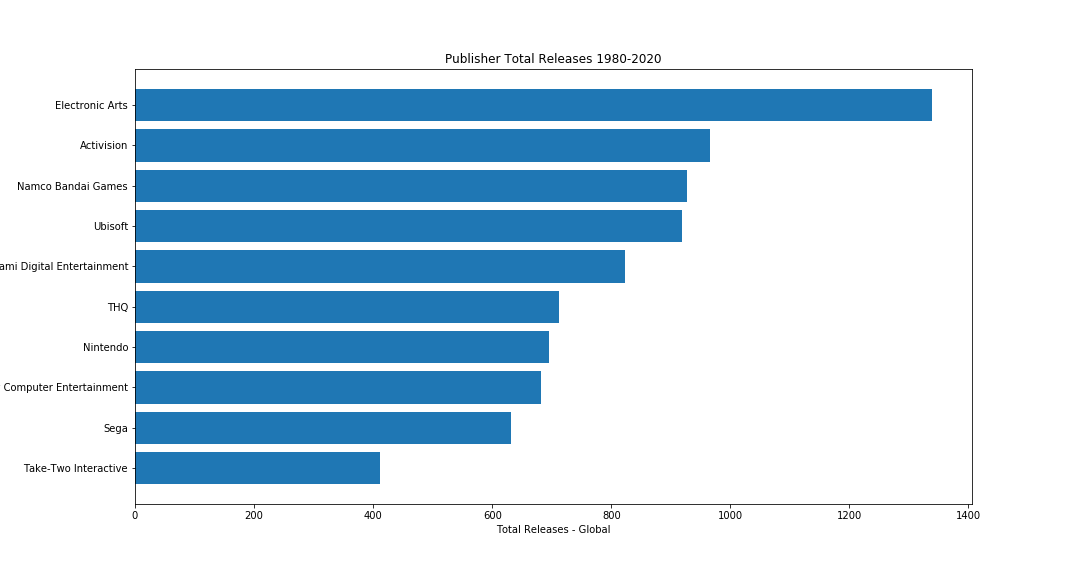 Publisher Total Releases 1980-2020
Electronic Arts
Activision
Namco Bandai Games
Ubisoft
ami Digital Entertainment
THQ
Nintendo
Computer Entertainment
Sega
Take-Two Interactive
0 200 400 600 800 1000 1200 1400
Total Releases - Global